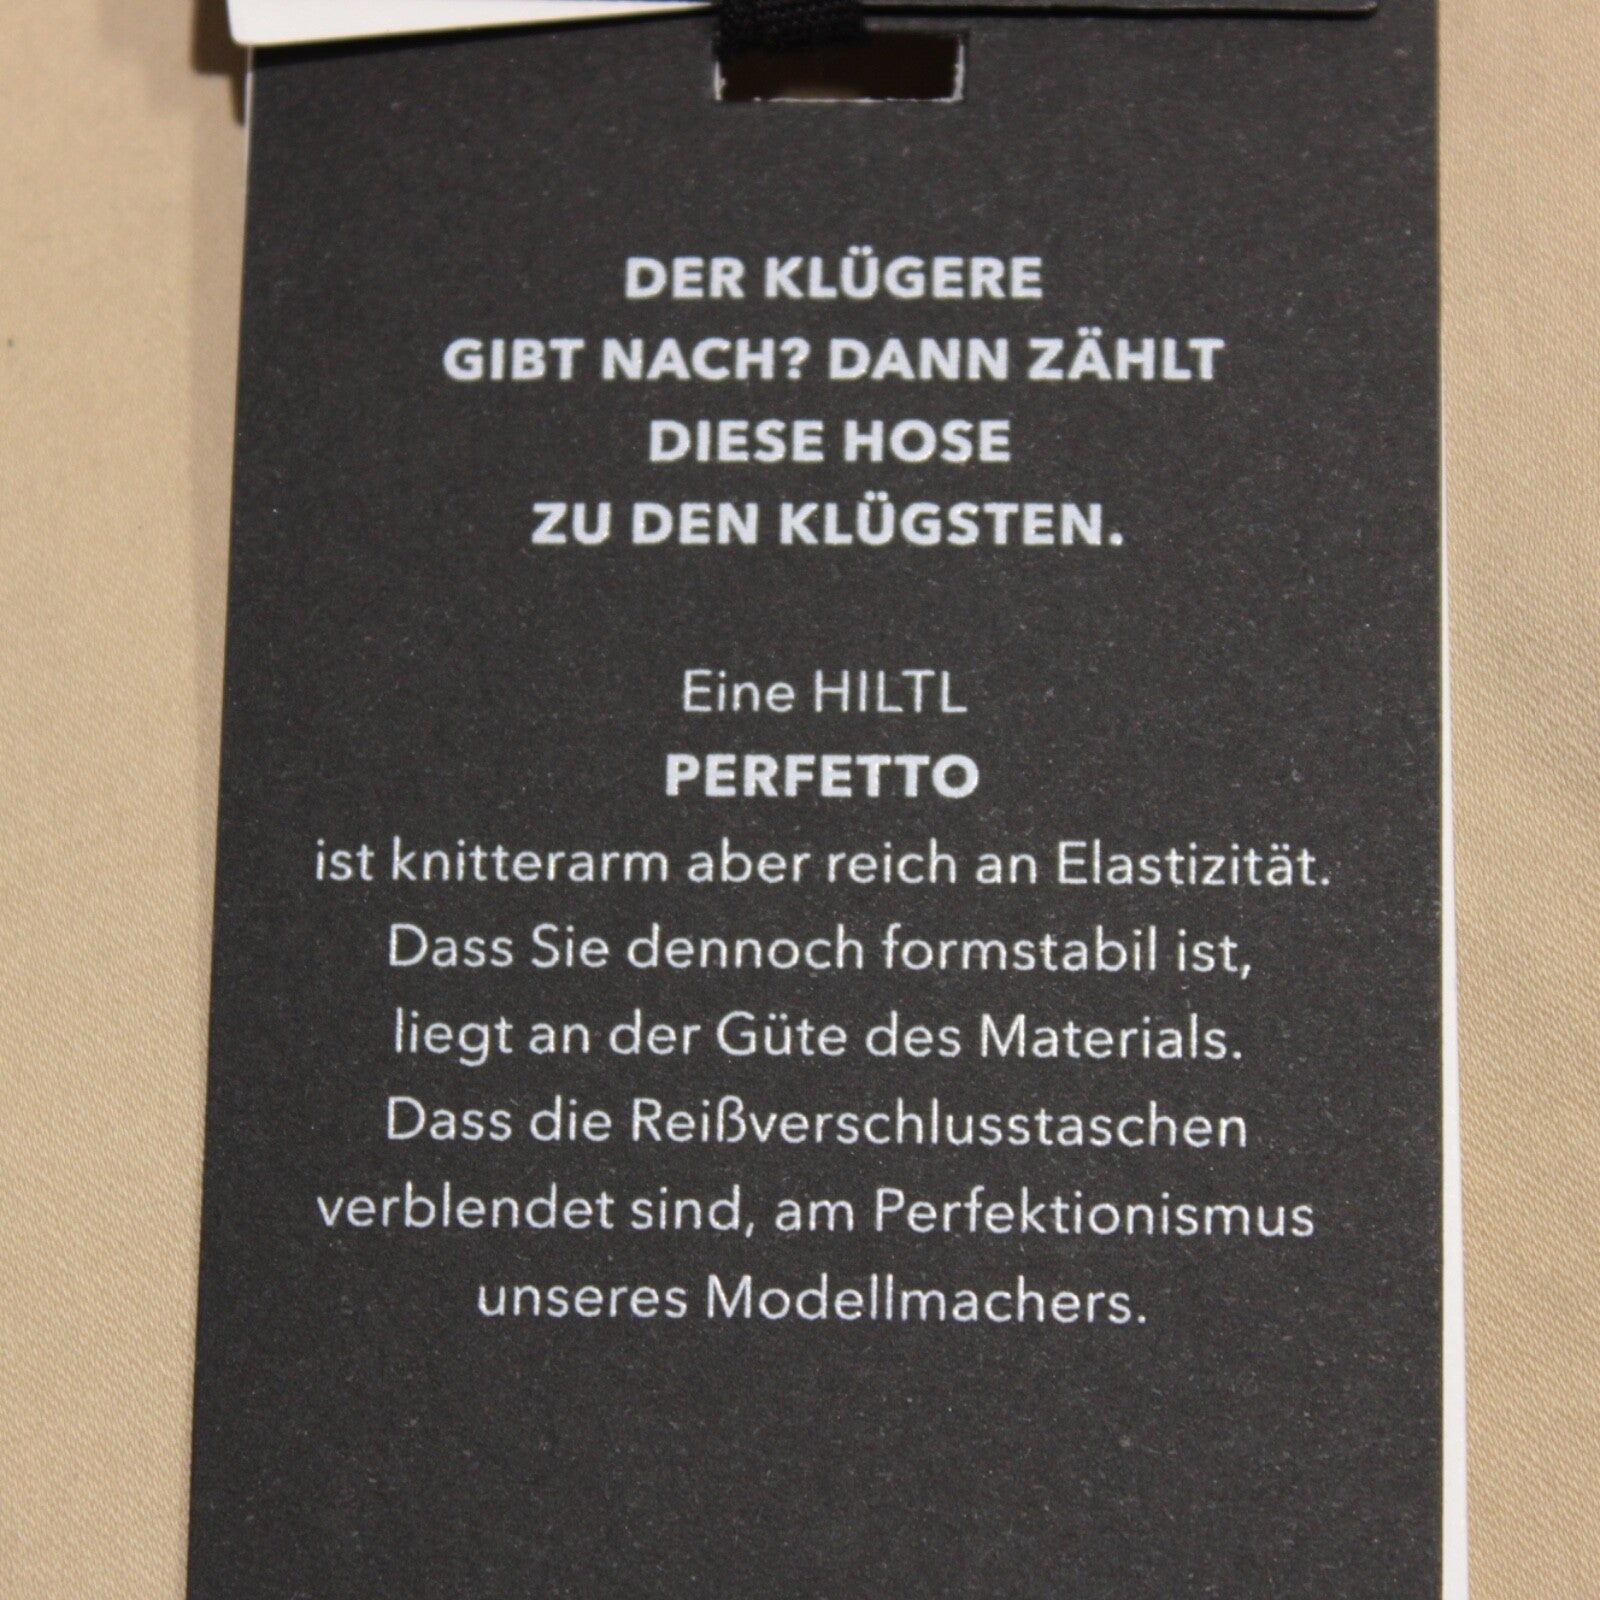 DER KLÜGERE
GIBT NACH? DANN ZÄHLT
DIESE HOSE
ZU DEN KLÜGSTEN.
Eine HILTL
PERFETTO
ist knitterarm aber reich an Elastizität.
Dass Sie dennoch formstabil ist,
liegt an der Güte des Materials.
Dass die Reißverschlusstaschen
verblendet sind, am Perfektionismus
unseres Modellmachers.